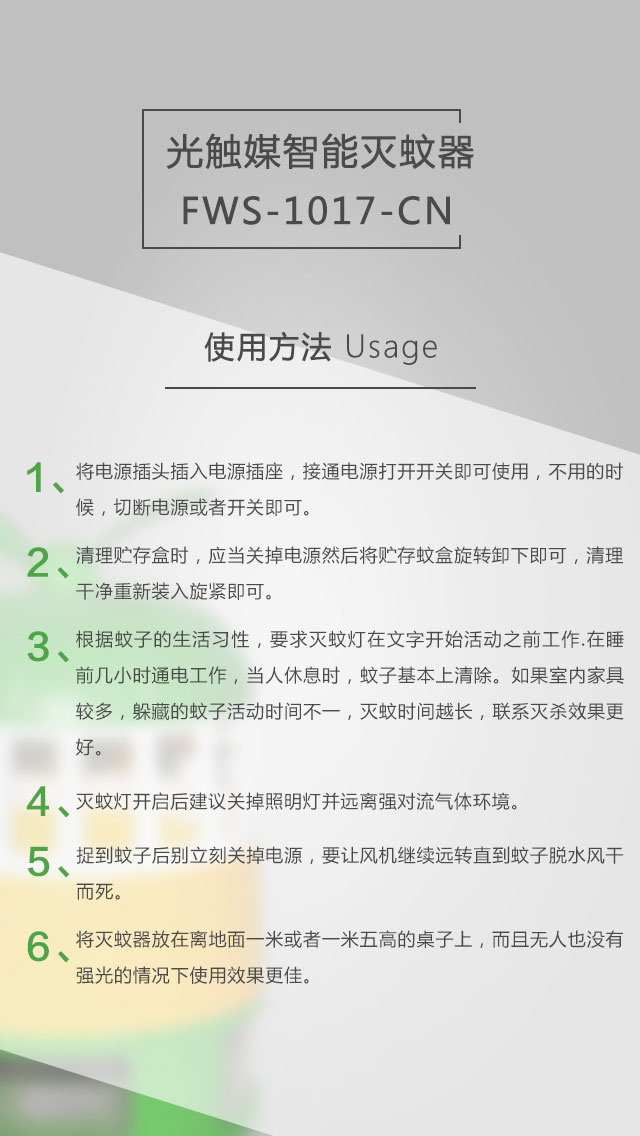 光触媒智能灭蚊器
FWS-1017-CN
使用方法 Usage
1、将电源插头插入电源插座，接通电源打开开关即可使用，不用的时
候，切断电源或者开关即可。
2、清理贮存盒时，应当关掉电源然后将贮存蚊盒旋转卸下即可，清理
干净重新装入旋紧即可。
3、根据蚊子的生活习性，要求灭蚊灯在文字开始活动之前工作.在睡
前几小时通电工作，当人休息时，蚊子基本上清除。如果室内家具
较多，躲藏的蚊子活动时间不一，灭蚊时间越长，联系灭杀效果更
好。
4、灭蚊灯开启后建议关掉照明灯并远离强对流气体环境。
5、捉到蚊子后别立刻关掉电源，要让风机继续远转直到蚊子脱水风干
而死。
6、将灭蚊器放在离地面一米或者一米五高的桌子上，而且无人也没有
强光的情况下使用效果更佳。